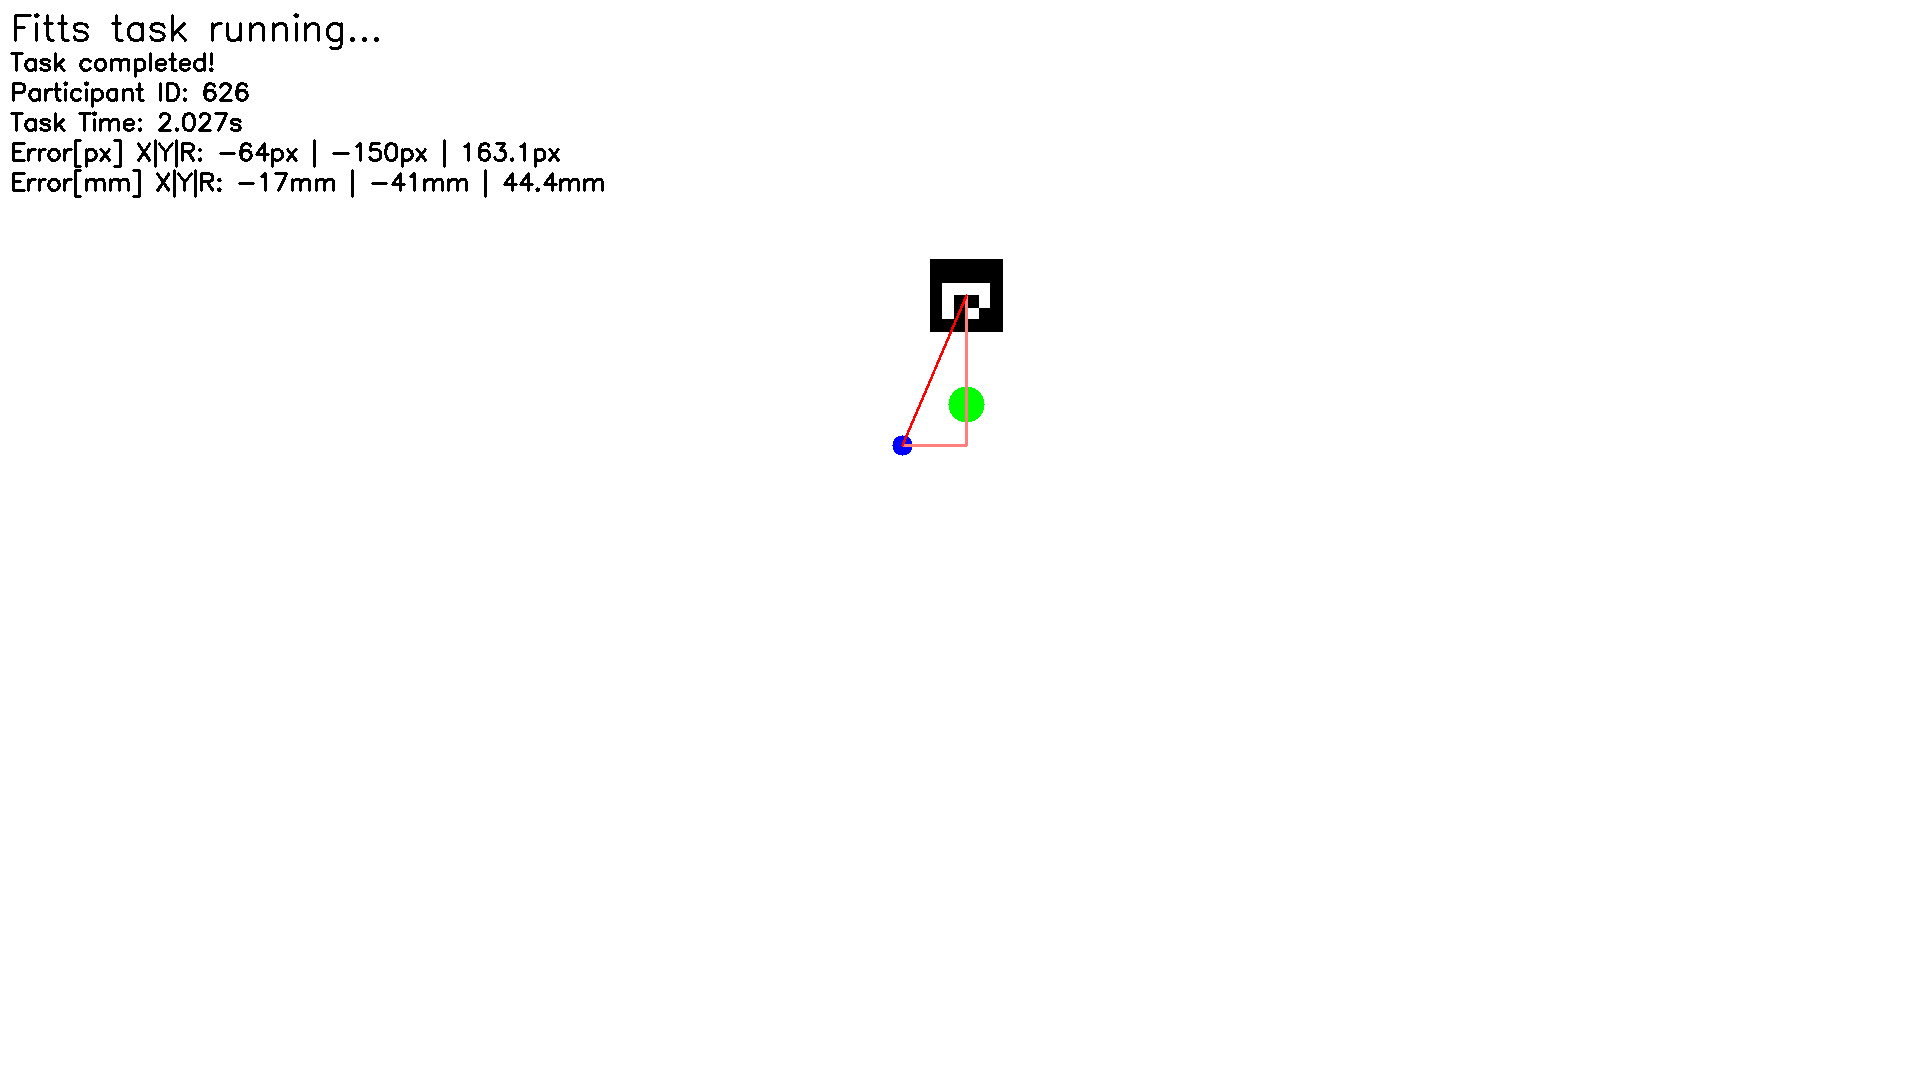 Fitts task running...
Task completed!
Participant ID: 626
Task Time: 2.027s
Error[px] X|Y|R: -64px | -150px | 163.1px
Error[mm] X|Y|R: -17mm | -41mm | 44.4mm